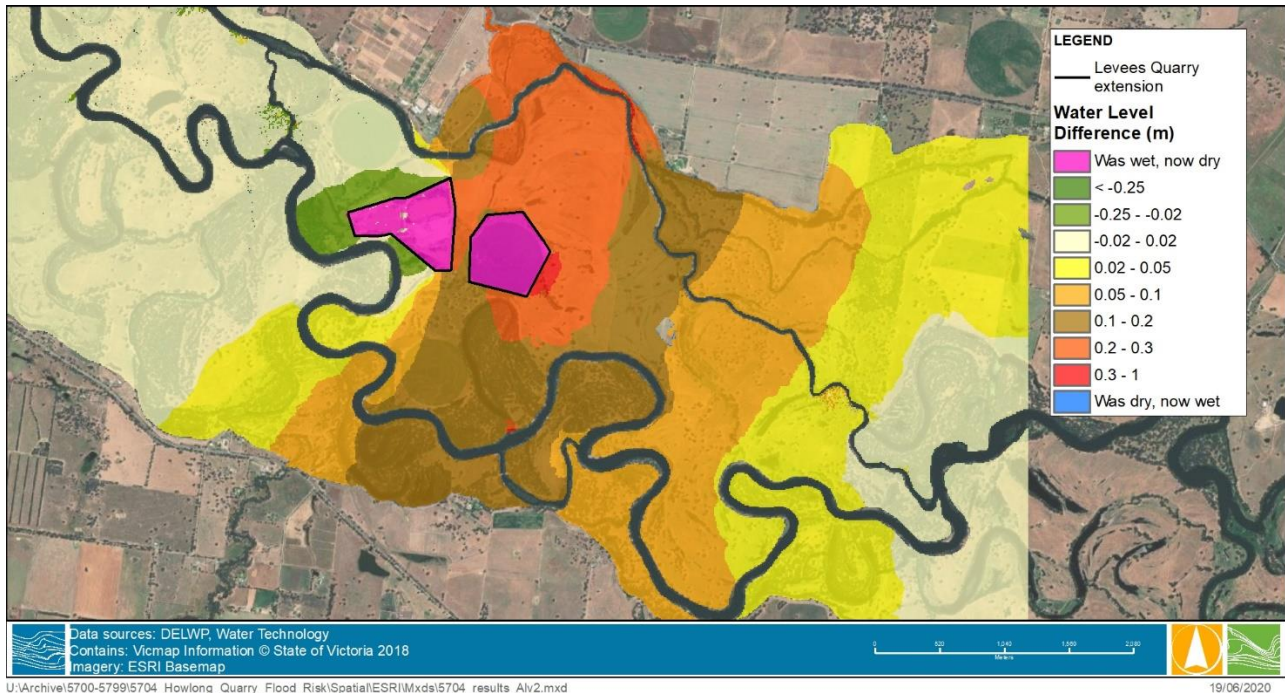 LEGEND
Levees Quarry
extension
Water Level
Difference (m)
Was wet, now dry
< -0.25
-0.25 - -0.02
-0.02 - 0.02
0.02 - 0.05
0.05 - 0.1
0.1 - 0.2
0.2 - 0.3
0.3 - 1
Was dry, now wet
Data sources: DELWP, Water Technology
Contains: Vicmap Information © State of Victoria 2018
Imagery: ESRI Basemap
0 520 1,040 1,560 2,080
Meters
U:\Archive\5700-5799\5704_Howlong_Quarry_Flood_Risk\Spatial\ESRI\Mxds\5704_results_Alv2.mxd
19/06/2020